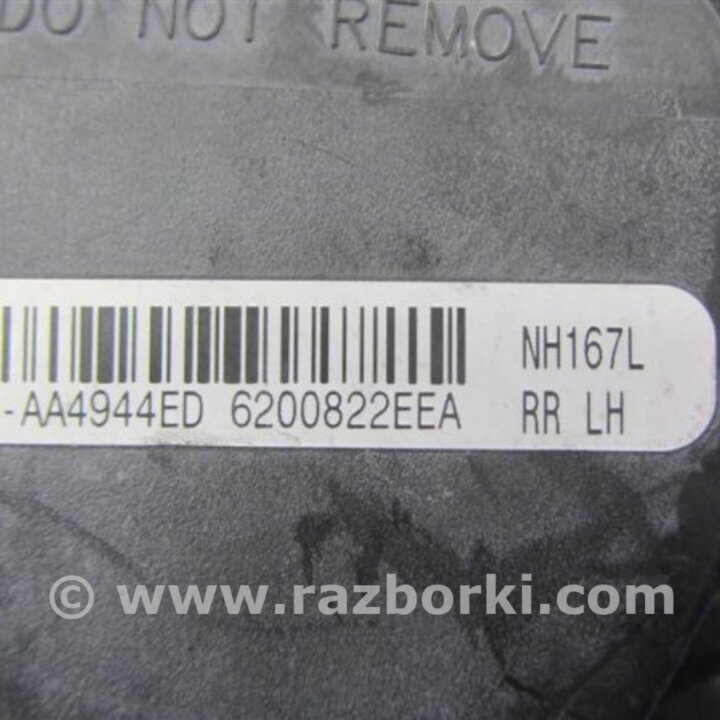 DO NOT REMOVE
NH167L
-AA4944ED 6200822EEA RR LH
© www.razborki.com